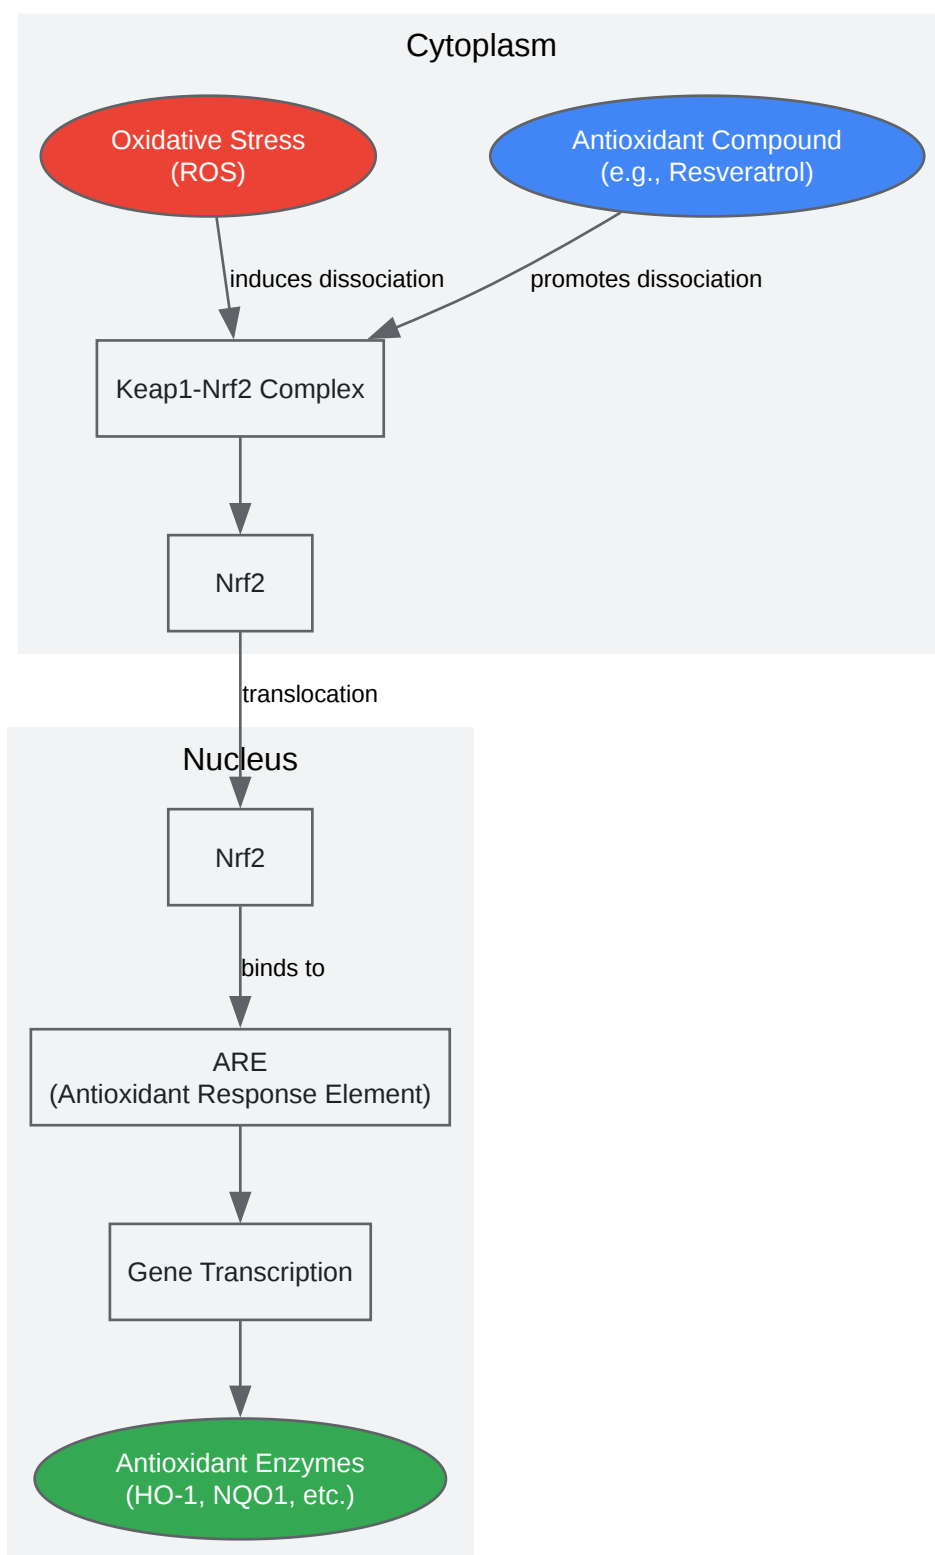 Cytoplasm
Oxidative Stress
(ROS)
Antioxidant Compound
(e.g., Resveratrol)
induces dissociation
promotes dissociation
Keap1-Nrf2 Complex
Nrf2
translocation
Nucleus
Nrf2
binds to
ARE
(Antioxidant Response Element)
Gene Transcription
Antioxidant Enzymes
(HO-1, NQO1, etc.)